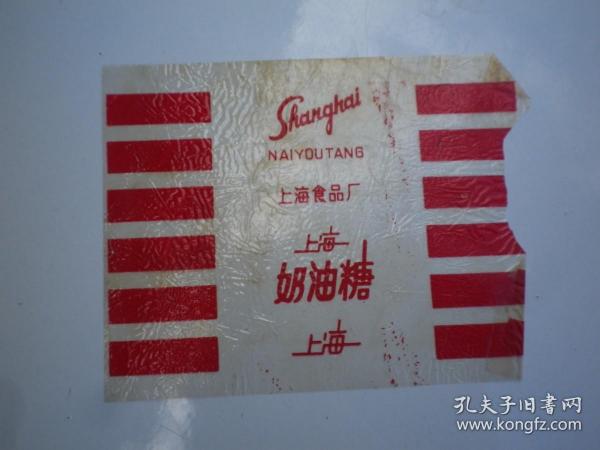 Shanghai
NAIYOUTANG
上海食品厂
上海
奶油糖
上海
孔夫子旧书网
www.kongfz.com